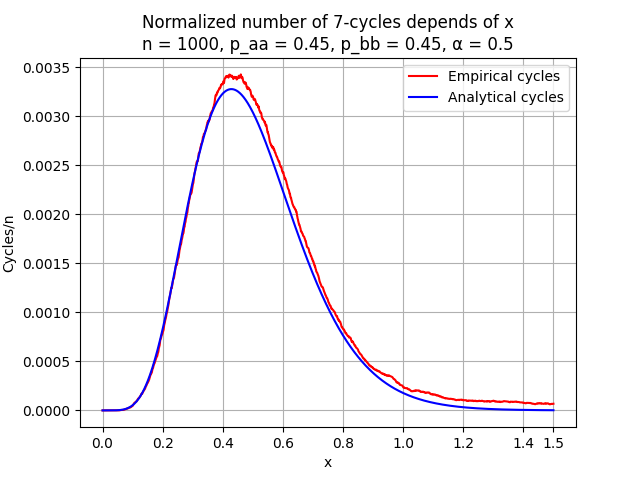 Normalized number of 7-cycles depends of x
n = 1000, p_aa = 0.45, p_bb = 0.45, α = 0.5
Empirical cycles
Analytical cycles
Cycles/n
0.0035
0.0030
0.0025
0.0020
0.0015
0.0010
0.0005
0.0000
0.0 0.2 0.4 0.6 0.8 1.0 1.2 1.4 1.5
x